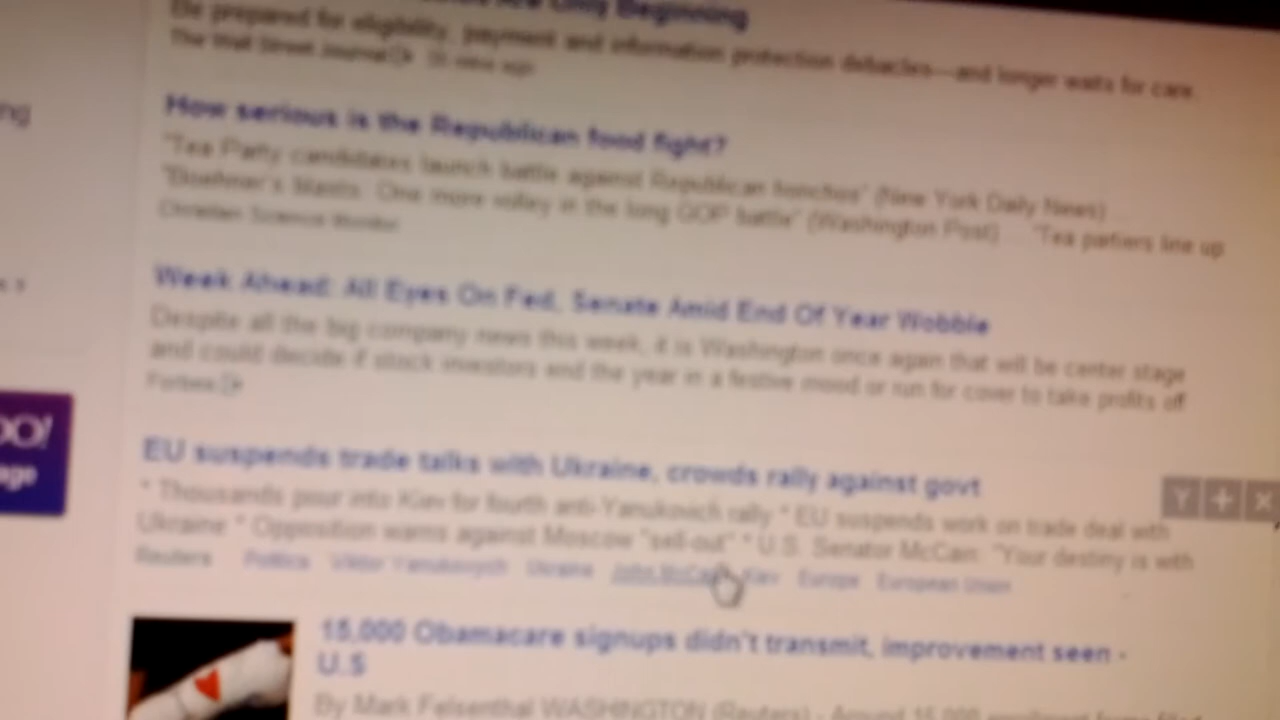 Only Beginning
Be prepared for eligibility, payment and information protection debacles—and longer waits for care.
The Wall Street Journal mins ago
ng
How serious is the Republican food fight?
"Tea Party candidates launch battle against Republican honchos" (New York Daily News) ...
"Boehner's blasts: One more volley in the long GOP battle" (Washington Post) ... "Tea partiers line up
Christian Science Monitor
Week Ahead: All Eyes On Fed, Senate Amid End Of Year Wobble
Despite all the big company news this week, it is Washington once again that will be center stage
and could decide if stock investors end the year in a festive mood or run for cover to take profits off
Forbes
OO!
age
EU suspends trade talks with Ukraine, crowds rally against govt
* Thousands pour into Kiev for fourth anti-Yanukovich rally * EU suspends work on trade deal with
Ukraine * Opposition warns against Moscow "sell-out" * U.S. Senator McCain: "Your destiny is with
Reuters Politics Viktor Yanukovych Ukraine John McCain Kiev Europe European Union
Y + X
15,000 Obamacare signups didn't transmit, improvement seen -
U.S
By Mark Felsenthal WASHINGTON (Reuters) - Around 15,000